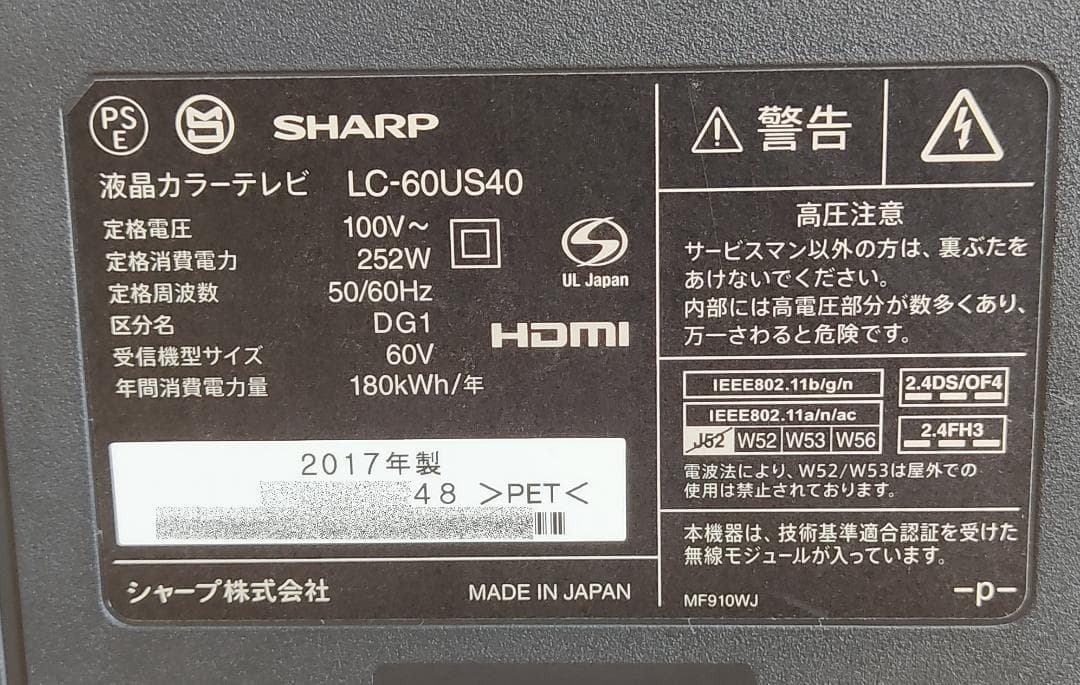 PS
E
SHARP
液晶カラーテレビ LC-60US40
定格電圧 100V～
定格消費電力 252W
定格周波数 50/60Hz
区分名 DG1
受信機型サイズ 60V
年間消費電力量 180kWh/年
UL Japan
HDMI
2017年製
48 >PET<
シャープ株式会社 MADE IN JAPAN
警告
高圧注意
サービスマン以外の方は、裏ぶたを
あけないでください。
内部には高電圧部分が数多くあり、
万一さわると危険です。
IEEE802.11b/g/n
IEEE802.11a/n/ac
J52 W52 W53 W56
2.4DS/OF4
2.4FH3
電波法により、W52/W53は屋外での
使用は禁止されております。
本機器は、技術基準適合認証を受けた
無線モジュールが入っています。
MF910WJ
-p-